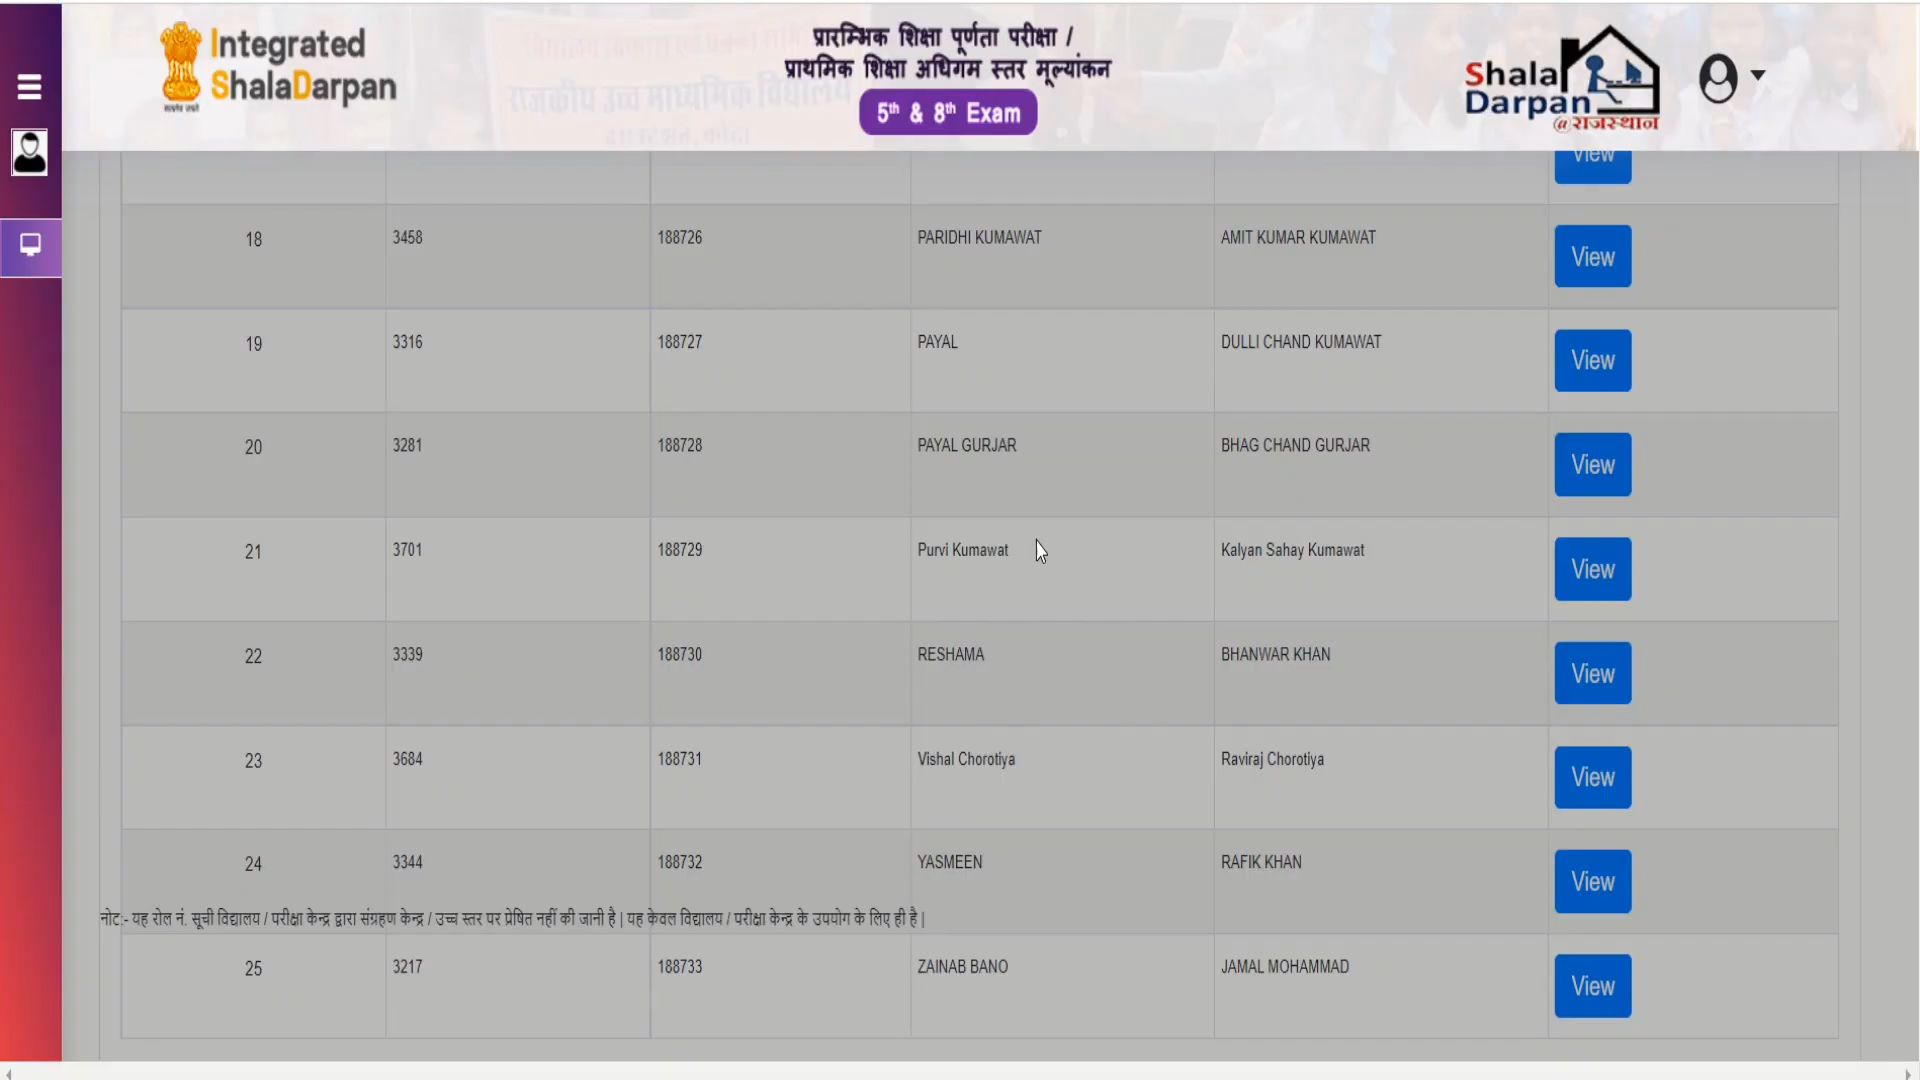 Integrated
ShalaDarpan
प्रारम्भिक शिक्षा पूर्णता परीक्षा /
प्राथमिक शिक्षा अधिगम स्तर मूल्यांकन
5th & 8th Exam
Shala
Darpan
@राजस्थान
View
18 3458 188726 PARIDHI KUMAWAT AMIT KUMAR KUMAWAT View
19 3316 188727 PAYAL DULLI CHAND KUMAWAT View
20 3281 188728 PAYAL GURJAR BHAG CHAND GURJAR View
21 3701 188729 Purvi Kumawat Kalyan Sahay Kumawat View
22 3339 188730 RESHAMA BHANWAR KHAN View
23 3684 188731 Vishal Chorotiya Raviraj Chorotiya View
24 3344 188732 YASMEEN RAFIK KHAN View
नोट:- यह रोल नं. सूची विद्यालय / परीक्षा केन्द्र द्वारा संग्रहण केन्द्र / उच्च स्तर पर प्रेषित नहीं की जानी है | यह केवल विद्यालय / परीक्षा केन्द्र के उपयोग के लिए ही है |
25 3217 188733 ZAINAB BANO JAMAL MOHAMMAD View